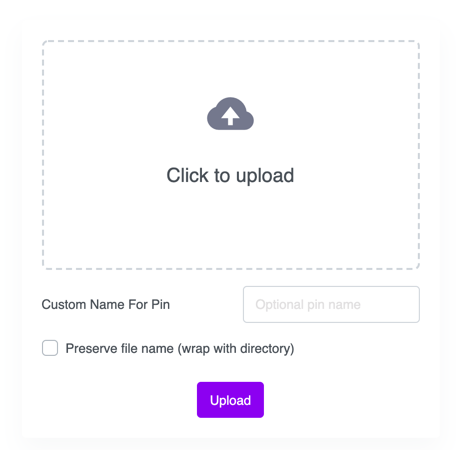 Click to upload
Custom Name For Pin
Optional pin name
Preserve file name (wrap with directory)
Upload